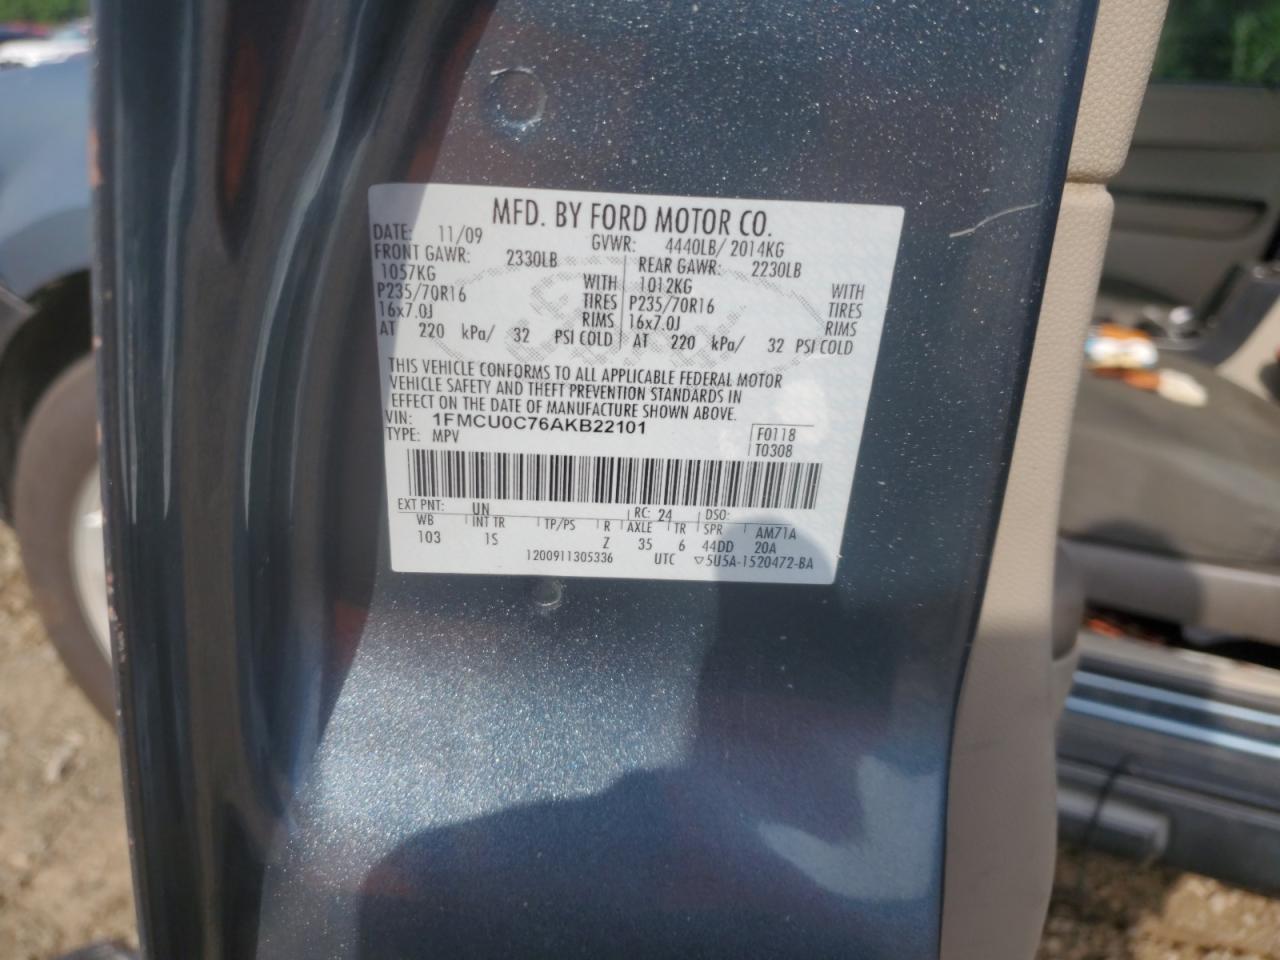 MFD. BY FORD MOTOR CO.
DATE: 11/09 GVWR: 4440LB/ 2014KG
FRONT GAWR: 2330LB REAR GAWR: 2230LB
1057KG WITH 1012KG WITH
P235/70R16 TIRES P235/70R16 TIRES
16x7.0J RIMS 16x7.0J RIMS
AT 220 kPa/ 32 PSI COLD AT 220 kPa/ 32 PSI COLD
THIS VEHICLE CONFORMS TO ALL APPLICABLE FEDERAL MOTOR
VEHICLE SAFETY AND THEFT PREVENTION STANDARDS IN
EFFECT ON THE DATE OF MANUFACTURE SHOWN ABOVE.
VIN: 1FMCU0C76AKB22101
TYPE: MPV
F0118
T0308
EXT PNT: UN RC: 24 DSO:
WB INT TR TP/PS R AXLE TR SPR AM71A
103 IS Z 35 6 44DD 20A
1200911305336 UTC ▽5U5A-1520472-BA